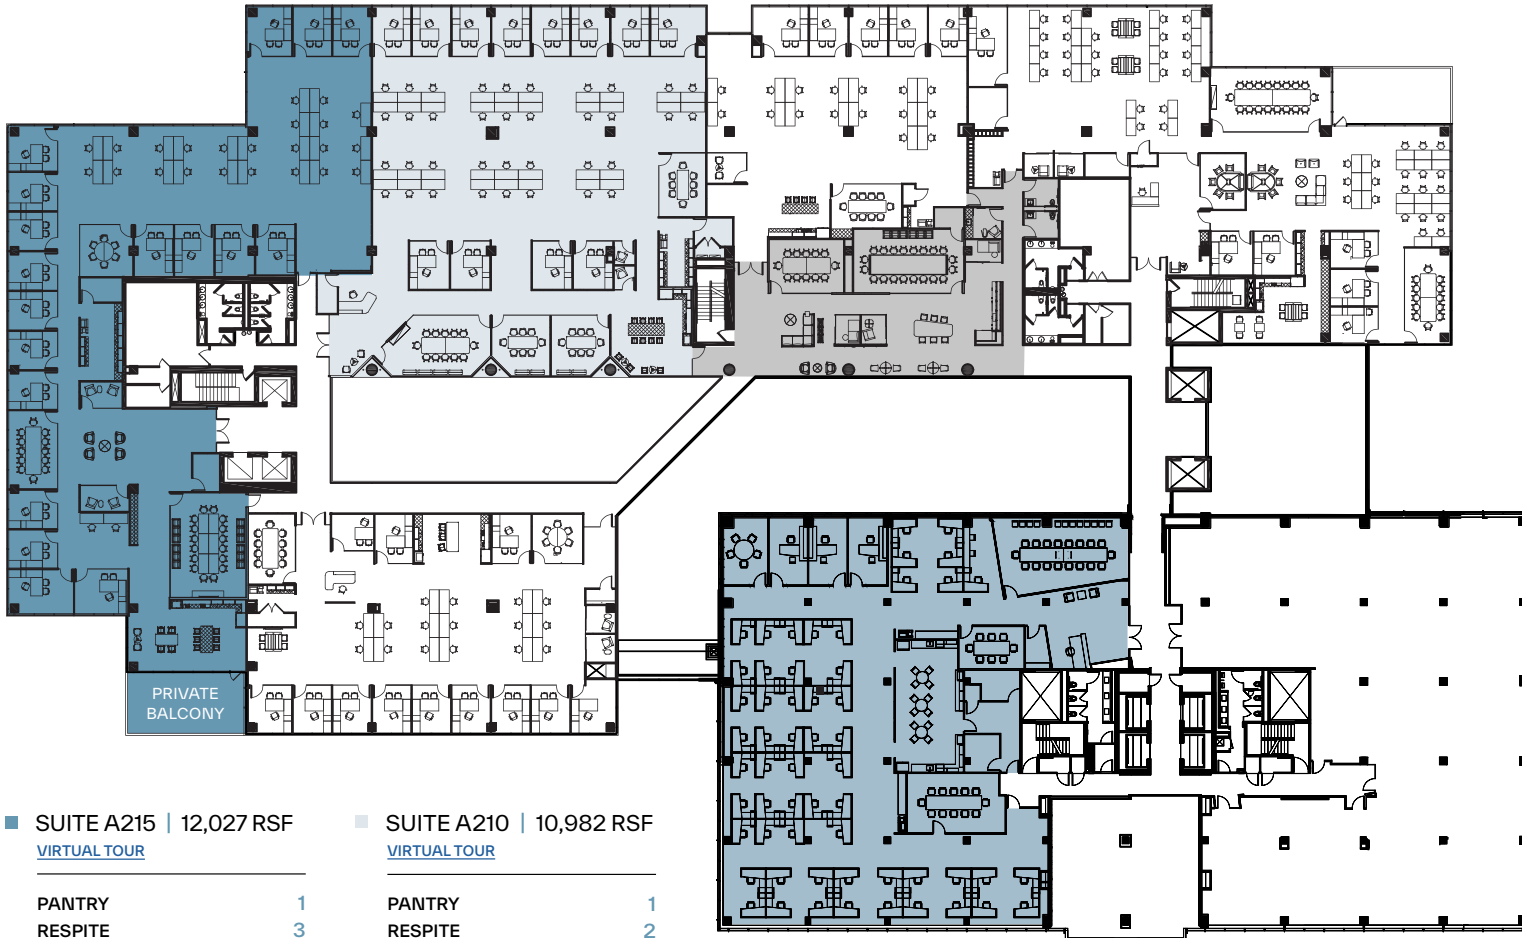 PRIVATE
BALCONY
SUITE A215 | 12,027 RSF
VIRTUAL TOUR
PANTRY 1
RESPITE 3
SUITE A210 | 10,982 RSF
VIRTUAL TOUR
PANTRY 1
RESPITE 2